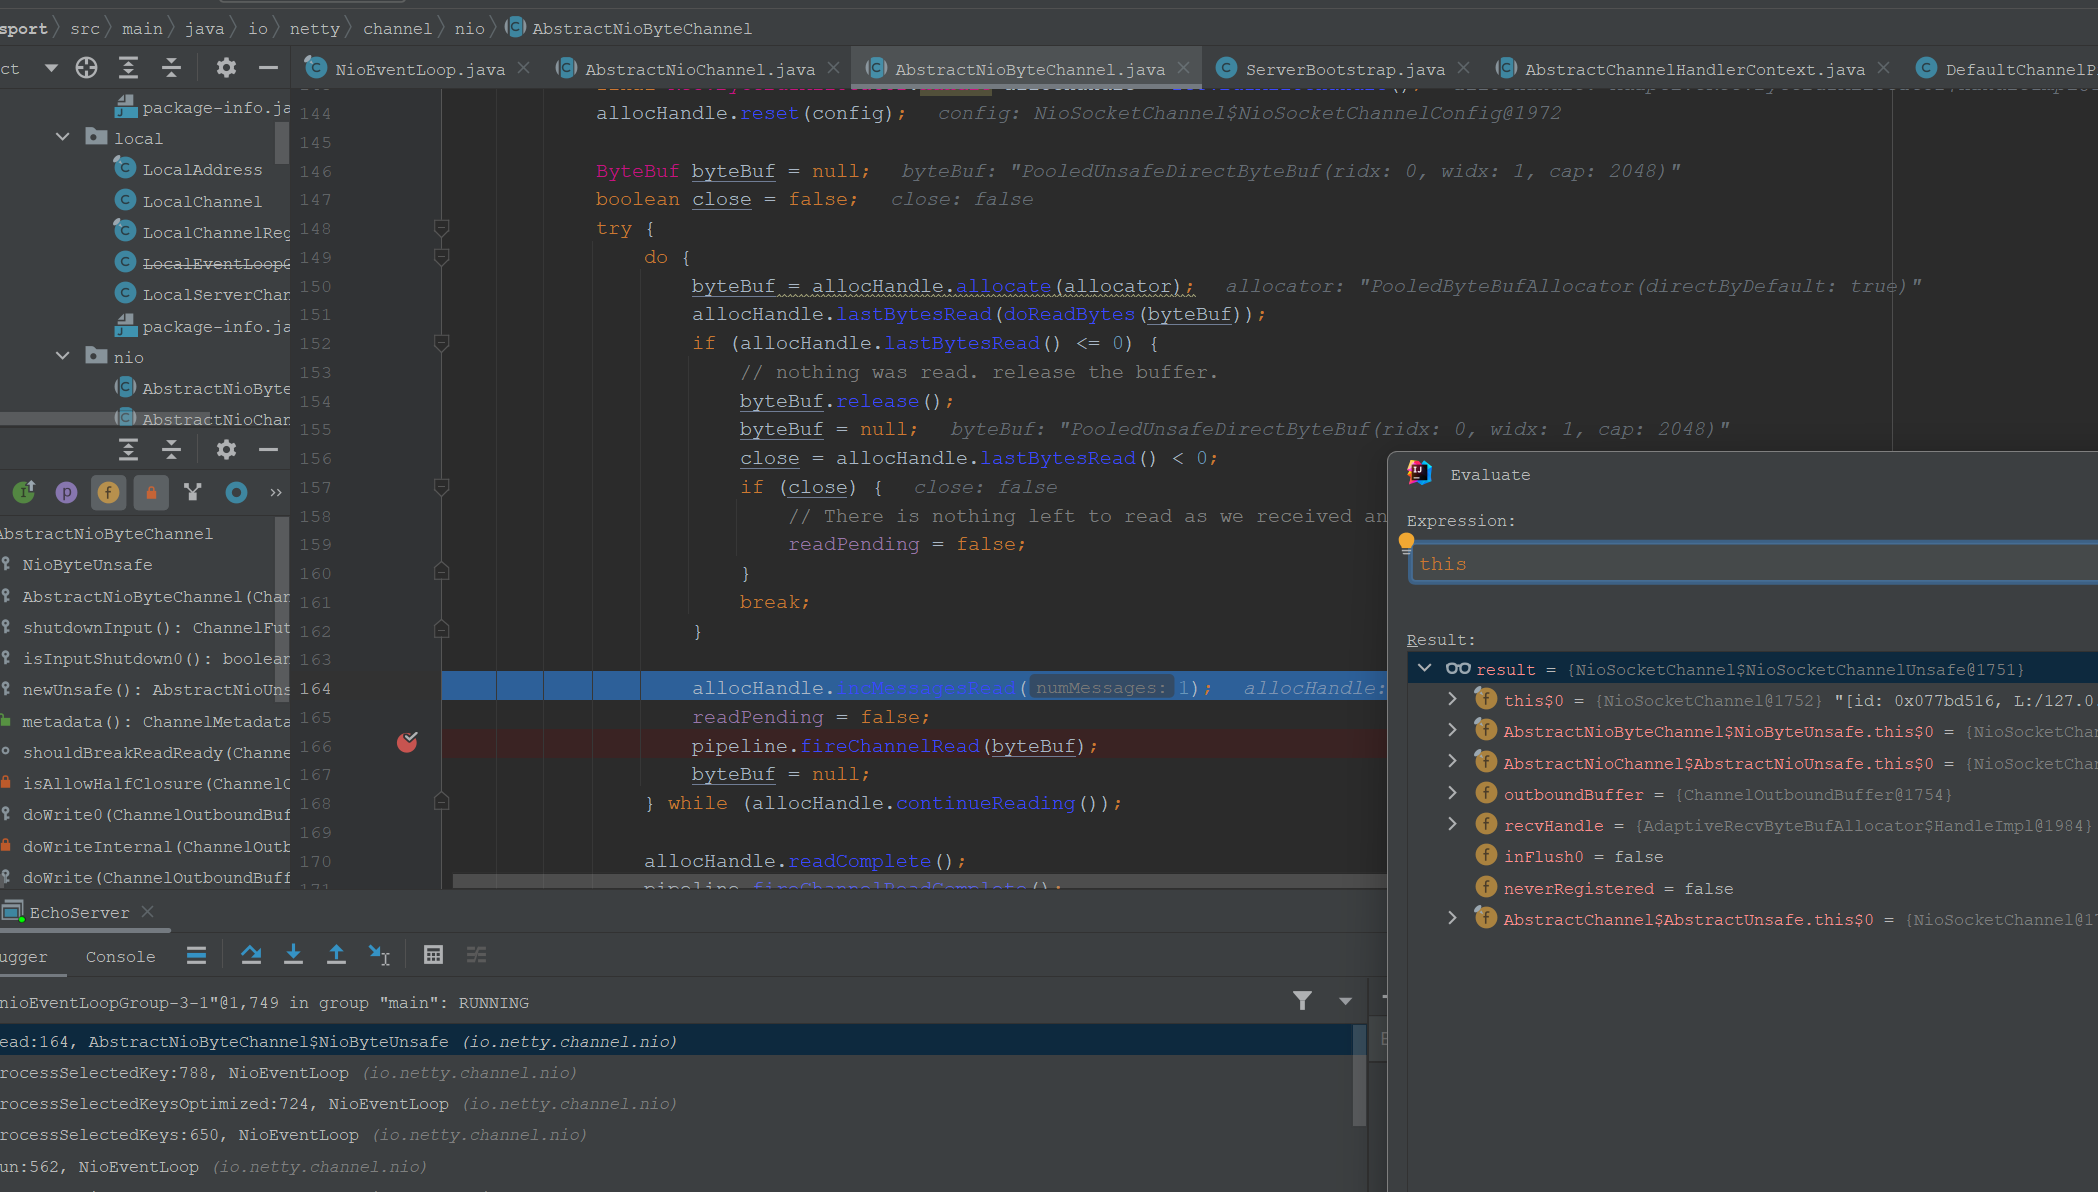 sport src main java io netty channel nio AbstractNioByteChannel
ct
NioEventLoop.java AbstractNioChannel.java AbstractNioByteChannel.java ServerBootstrap.java AbstractChannelHandlerContext.java DefaultChannelP
package-info.ja
local
LocalAddress
LocalChannel
LocalChannelReg
LocalEventLoopG
LocalServerChan
package-info.ja
nio
AbstractNioByte
AbstractNioChan
AbstractNioByteChannel
NioByteUnsafe
AbstractNioByteChannel(Chan
shutdownInput(): ChannelFut
isInputShutdown0(): boolean
newUnsafe(): AbstractNioUns
metadata(): ChannelMetadata
shouldBreakReadReady(Channe
isAllowHalfClosure(ChannelC
doWrite0(ChannelOutboundBuf
doWriteInternal(ChannelOutb
doWrite(ChannelOutboundBuff
144 allocHandle.reset(config); config: NioSocketChannel$NioSocketChannelConfig@1972
145
146 ByteBuf byteBuf = null; byteBuf: "PooledUnsafeDirectByteBuf(ridx: 0, widx: 1, cap: 2048)"
147 boolean close = false; close: false
148 try {
149 do {
150 byteBuf = allocHandle.allocate(allocator); allocator: "PooledByteBufAllocator(directByDefault: true)"
151 allocHandle.lastBytesRead(doReadBytes(byteBuf));
152 if (allocHandle.lastBytesRead() <= 0) {
153 // nothing was read. release the buffer.
154 byteBuf.release();
155 byteBuf = null; byteBuf: "PooledUnsafeDirectByteBuf(ridx: 0, widx: 1, cap: 2048)"
156 close = allocHandle.lastBytesRead() < 0;
157 if (close) { close: false
158 // There is nothing left to read as we received an
159 readPending = false;
160 }
161 break;
162 }
163
164 allocHandle.incMessagesRead( numMessages: 1); allocHandle:
165 readPending = false;
166 pipeline.fireChannelRead(byteBuf);
167 byteBuf = null;
168 } while (allocHandle.continueReading());
169
170 allocHandle.readComplete();
171 pipeline.fireChannelReadComplete();
Evaluate
Expression:
this
Result:
result = {NioSocketChannel$NioSocketChannelUnsafe@1751}
this$0 = {NioSocketChannel@1752} "[id: 0x077bd516, L:/127.0.
AbstractNioByteChannel$NioByteUnsafe.this$0 = {NioSocketChan
AbstractNioChannel$AbstractNioUnsafe.this$0 = {NioSocketChan
outboundBuffer = {ChannelOutboundBuffer@1754}
recvHandle = {AdaptiveRecvByteBufAllocator$HandleImpl@1984}
inFlush0 = false
neverRegistered = false
AbstractChannel$AbstractUnsafe.this$0 = {NioSocketChannel@17
EchoServer
ugger Console
nioEventLoopGroup-3-1"@1,749 in group "main": RUNNING
ead:164, AbstractNioByteChannel$NioByteUnsafe (io.netty.channel.nio)
rocessSelectedKey:788, NioEventLoop (io.netty.channel.nio)
rocessSelectedKeysOptimized:724, NioEventLoop (io.netty.channel.nio)
rocessSelectedKeys:650, NioEventLoop (io.netty.channel.nio)
un:562, NioEventLoop (io.netty.channel.nio)